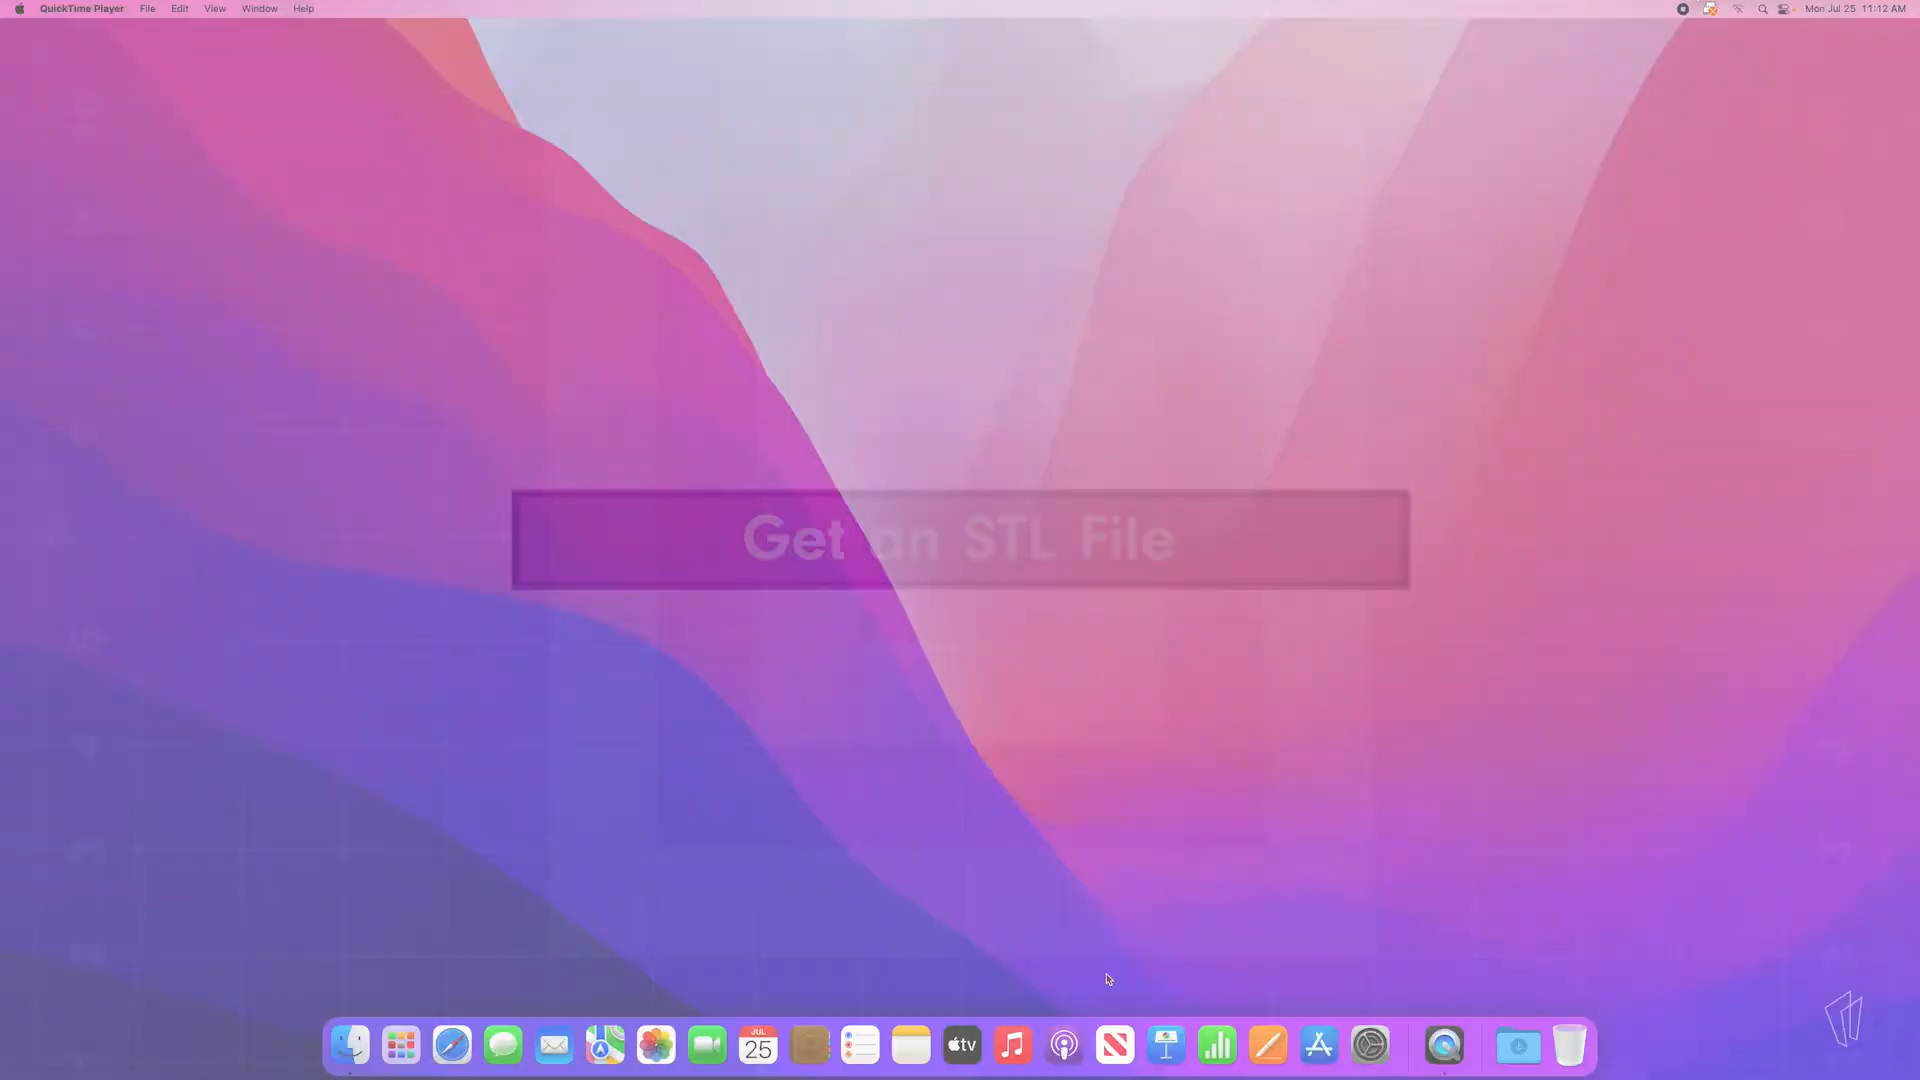 QuickTime Player File Edit View Window Help
Mon Jul 25 11:12 AM
Get an STL File
JUL
25
tv